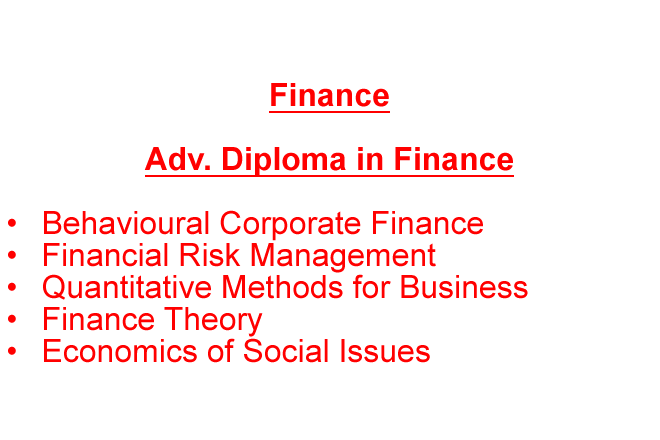 Finance
Adv. Diploma in Finance
• Behavioural Corporate Finance
• Financial Risk Management
• Quantitative Methods for Business
• Finance Theory
• Economics of Social Issues